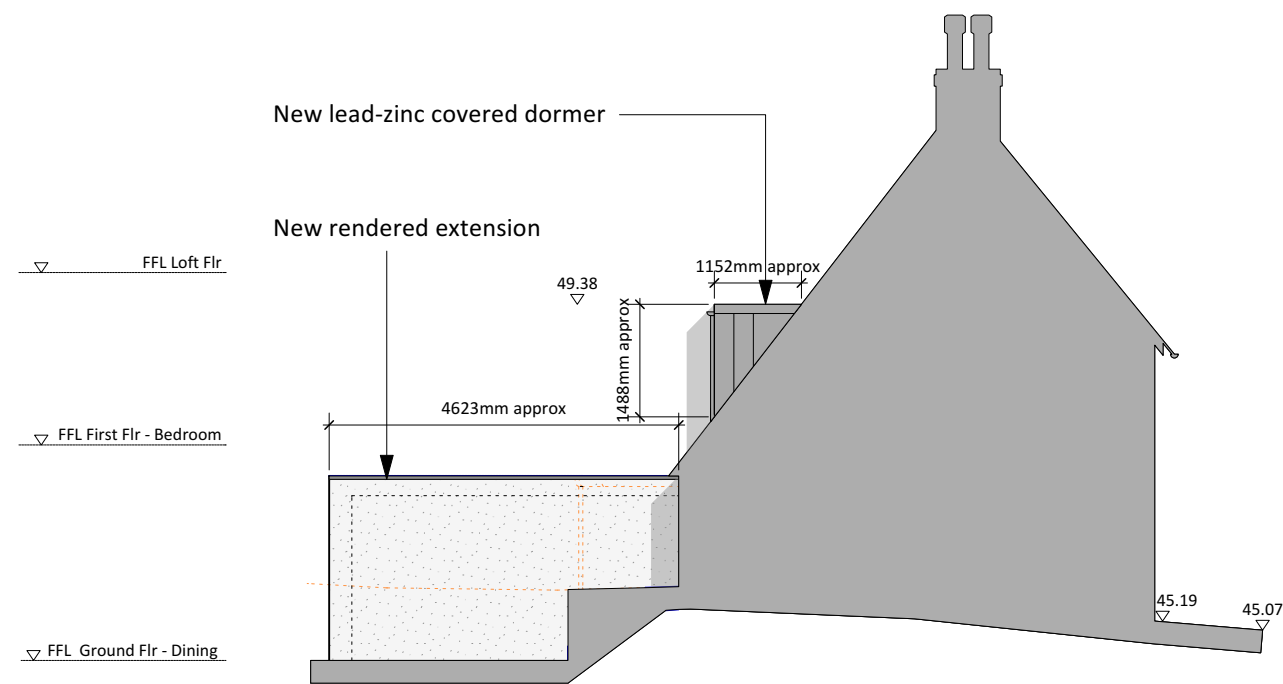 New lead-zinc covered dormer
New rendered extension
FFL Loft Flr
1152mm approx
49.38
1488mm approx
4623mm approx
FFL First Flr - Bedroom
45.19
45.07
FFL  Ground Flr - Dining